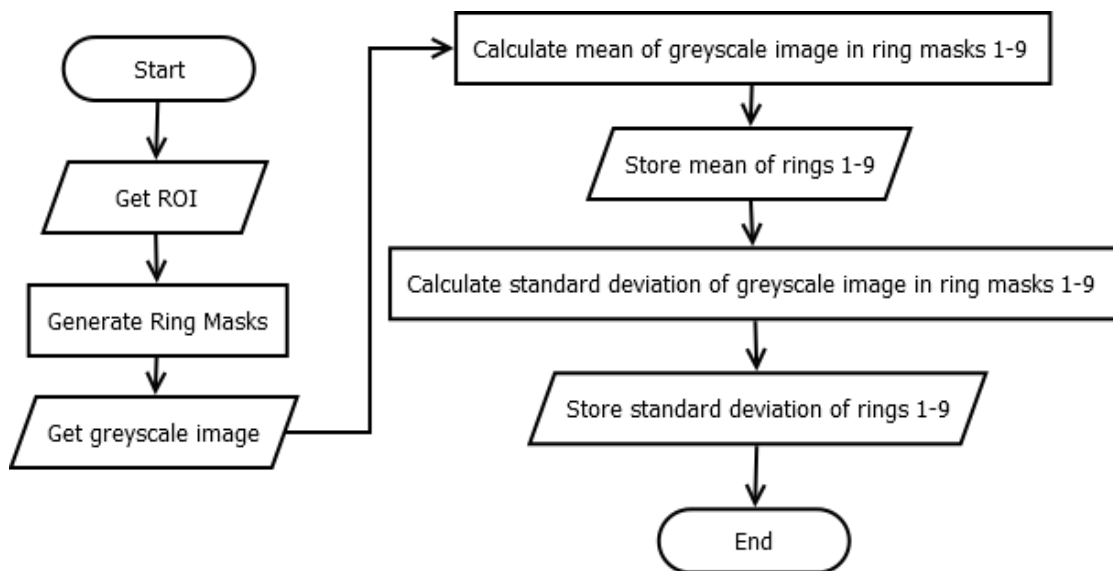 Start
Get ROI
Generate Ring Masks
Get greyscale image
Calculate mean of greyscale image in ring masks 1-9
Store mean of rings 1-9
Calculate standard deviation of greyscale image in ring masks 1-9
Store standard deviation of rings 1-9
End